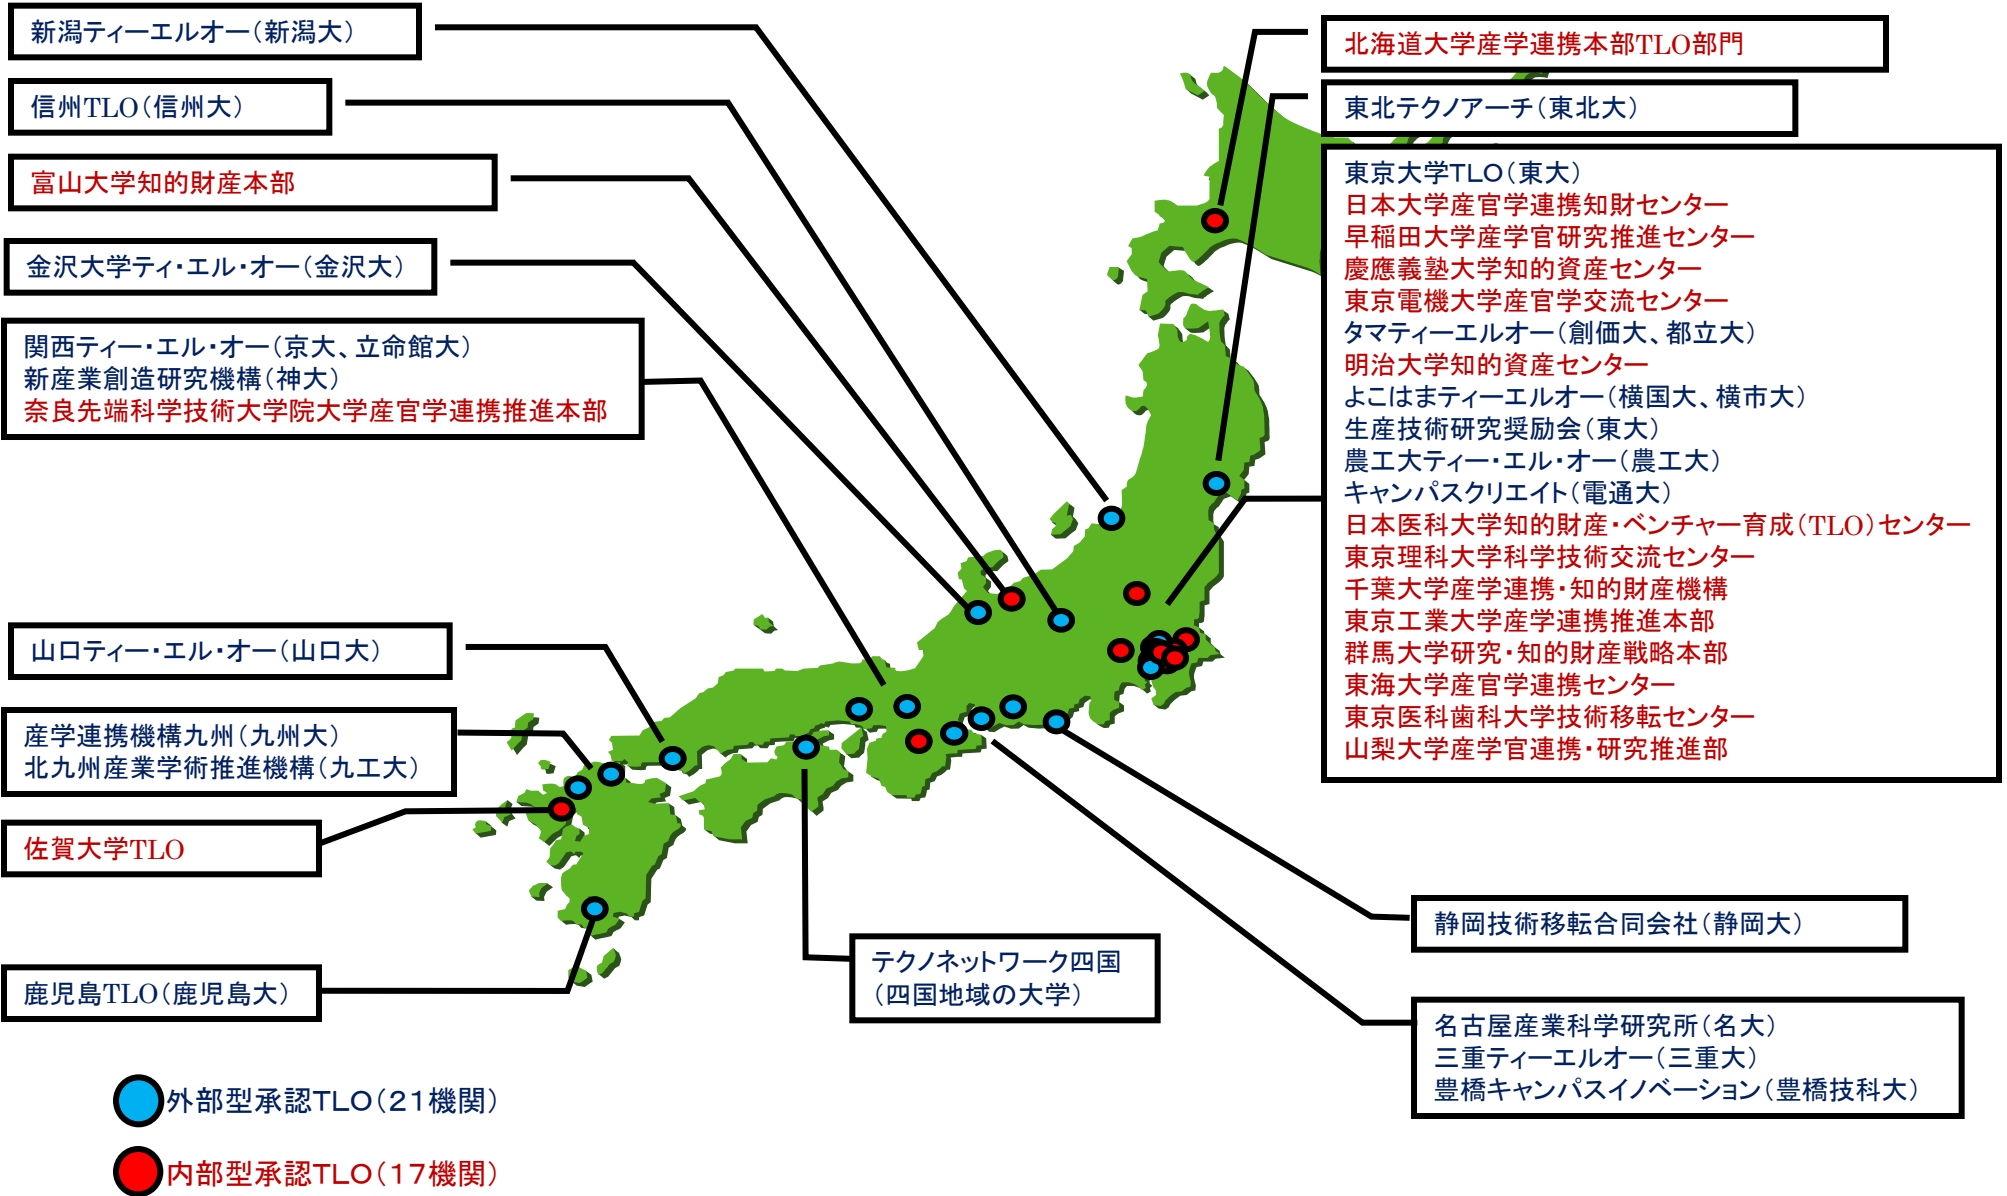 新潟ティーエルオー(新潟大)
信州TLO(信州大)
富山大学知的財産本部
金沢大学ティ・エル・オー(金沢大)
関西ティー・エル・オー(京大、立命館大)
新産業創造研究機構(神大)
奈良先端科学技術大学院大学産官学連携推進本部
山口ティー・エル・オー(山口大)
産学連携機構九州(九州大)
北九州産業学術推進機構(九工大)
佐賀大学TLO
鹿児島TLO(鹿児島大)
北海道大学産学連携本部TLO部門
東北テクノアーチ(東北大)
東京大学TLO(東大)
日本大学産官学連携知財センター
早稲田大学産学官研究推進センター
慶應義塾大学知的資産センター
東京電機大学産官学交流センター
タマティーエルオー(創価大、都立大)
明治大学知的資産センター
よこはまティーエルオー(横国大、横市大)
生産技術研究奨励会(東大)
農工大ティー・エル・オー(農工大)
キャンパスクリエイト(電通大)
日本医科大学知的財産・ベンチャー育成(TLO)センター
東京理科大学科学技術交流センター
千葉大学産学連携・知的財産機構
東京工業大学産学連携推進本部
群馬大学研究・知的財産戦略本部
東海大学産官学連携センター
東京医科歯科大学技術移転センター
山梨大学産学官連携・研究推進部
静岡技術移転合同会社(静岡大)
テクノネットワーク四国
(四国地域の大学)
名古屋産業科学研究所(名大)
三重ティーエルオー(三重大)
豊橋キャンパスイノベーション(豊橋技科大)
外部型承認TLO(21機関)
内部型承認TLO(17機関)